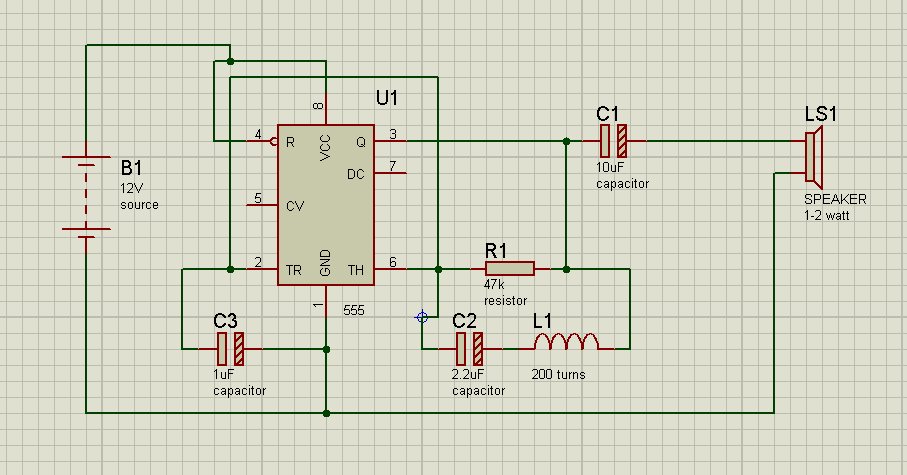 B1
12V
source
U1
8
4
R
VCC
Q
3
DC
7
5
CV
2
TR
GND
TH
6
1
555
C1
10uF
capacitor
LS1
SPEAKER
1-2 watt
R1
47k
resistor
C3
1uF
capacitor
C2
2.2uF
capacitor
L1
200 turns